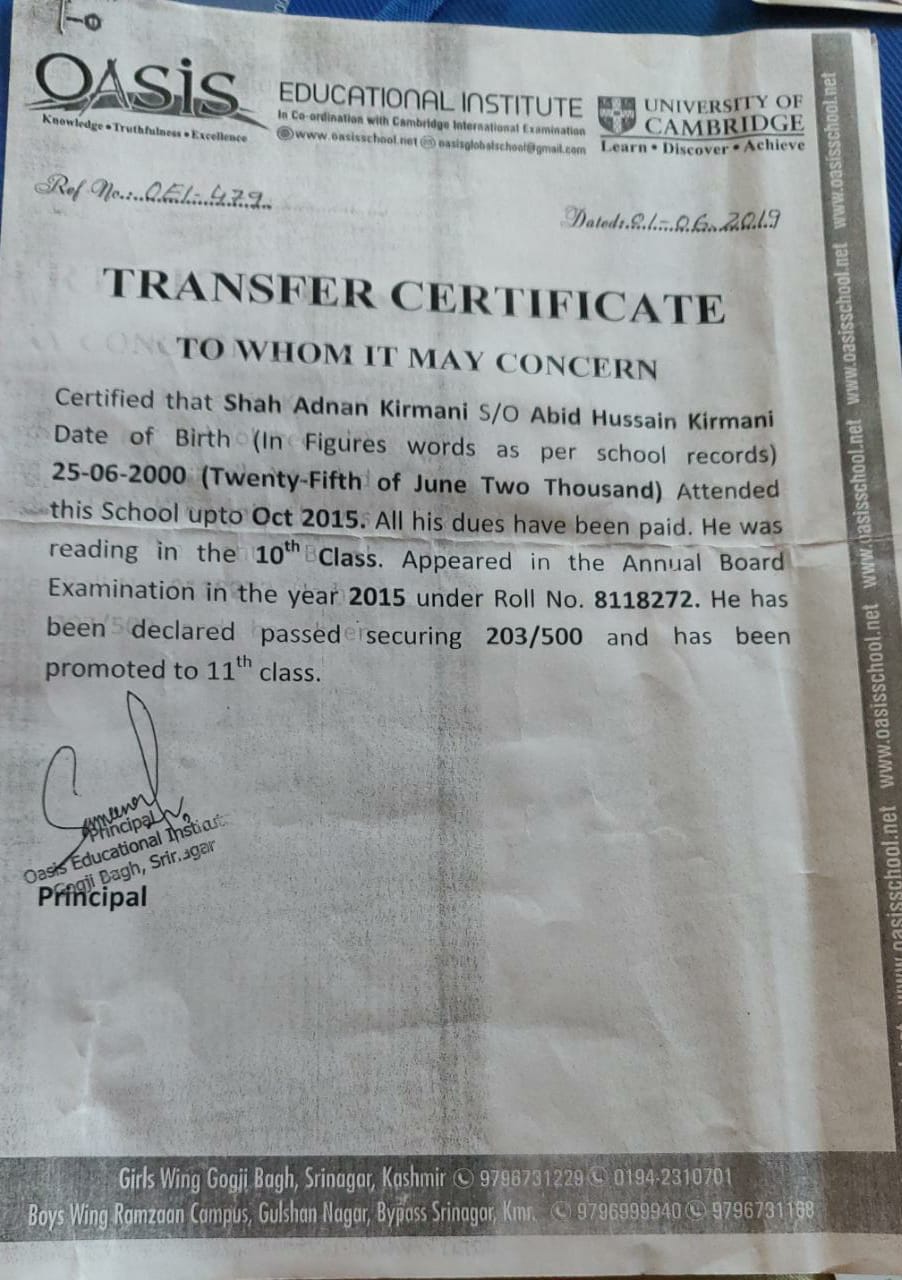 OASIS
Knowledge • Truthfulness • Excellence
EDUCATIONAL INSTITUTE
In Co-ordination with Cambridge International Examination
www.oasisschool.net oasisglobalschool@gmail.com
UNIVERSITY OF
CAMBRIDGE
Learn • Discover • Achieve
Ref No.: OEI-479
Dated: 01-06-2019
TRANSFER CERTIFICATE
TO WHOM IT MAY CONCERN
Certified that Shah Adnan Kirmani S/O Abid Hussain Kirmani
Date of Birth (In Figures words as per school records)
25-06-2000 (Twenty-Fifth of June Two Thousand) Attended
this School upto Oct 2015. All his dues have been paid. He was
reading in the 10th Class. Appeared in the Annual Board
Examination in the year 2015 under Roll No. 8118272. He has
been declared passed securing 203/500 and has been
promoted to 11th class.
Principal
Oasis Educational Institute
Gogji Bagh, Srinagar
Principal
Girls Wing Gogji Bagh, Srinagar, Kashmir 9796731229 0194-2310701
Boys Wing Ramzaan Campus, Gulshan Nagar, Bypass Srinagar, Kmr. 9796999940 9796731168
www.oasisschool.net www.oasisschool.net www.oasisschool.net www.oasisschool.net www.oasisschool.net www.oasisschool.net